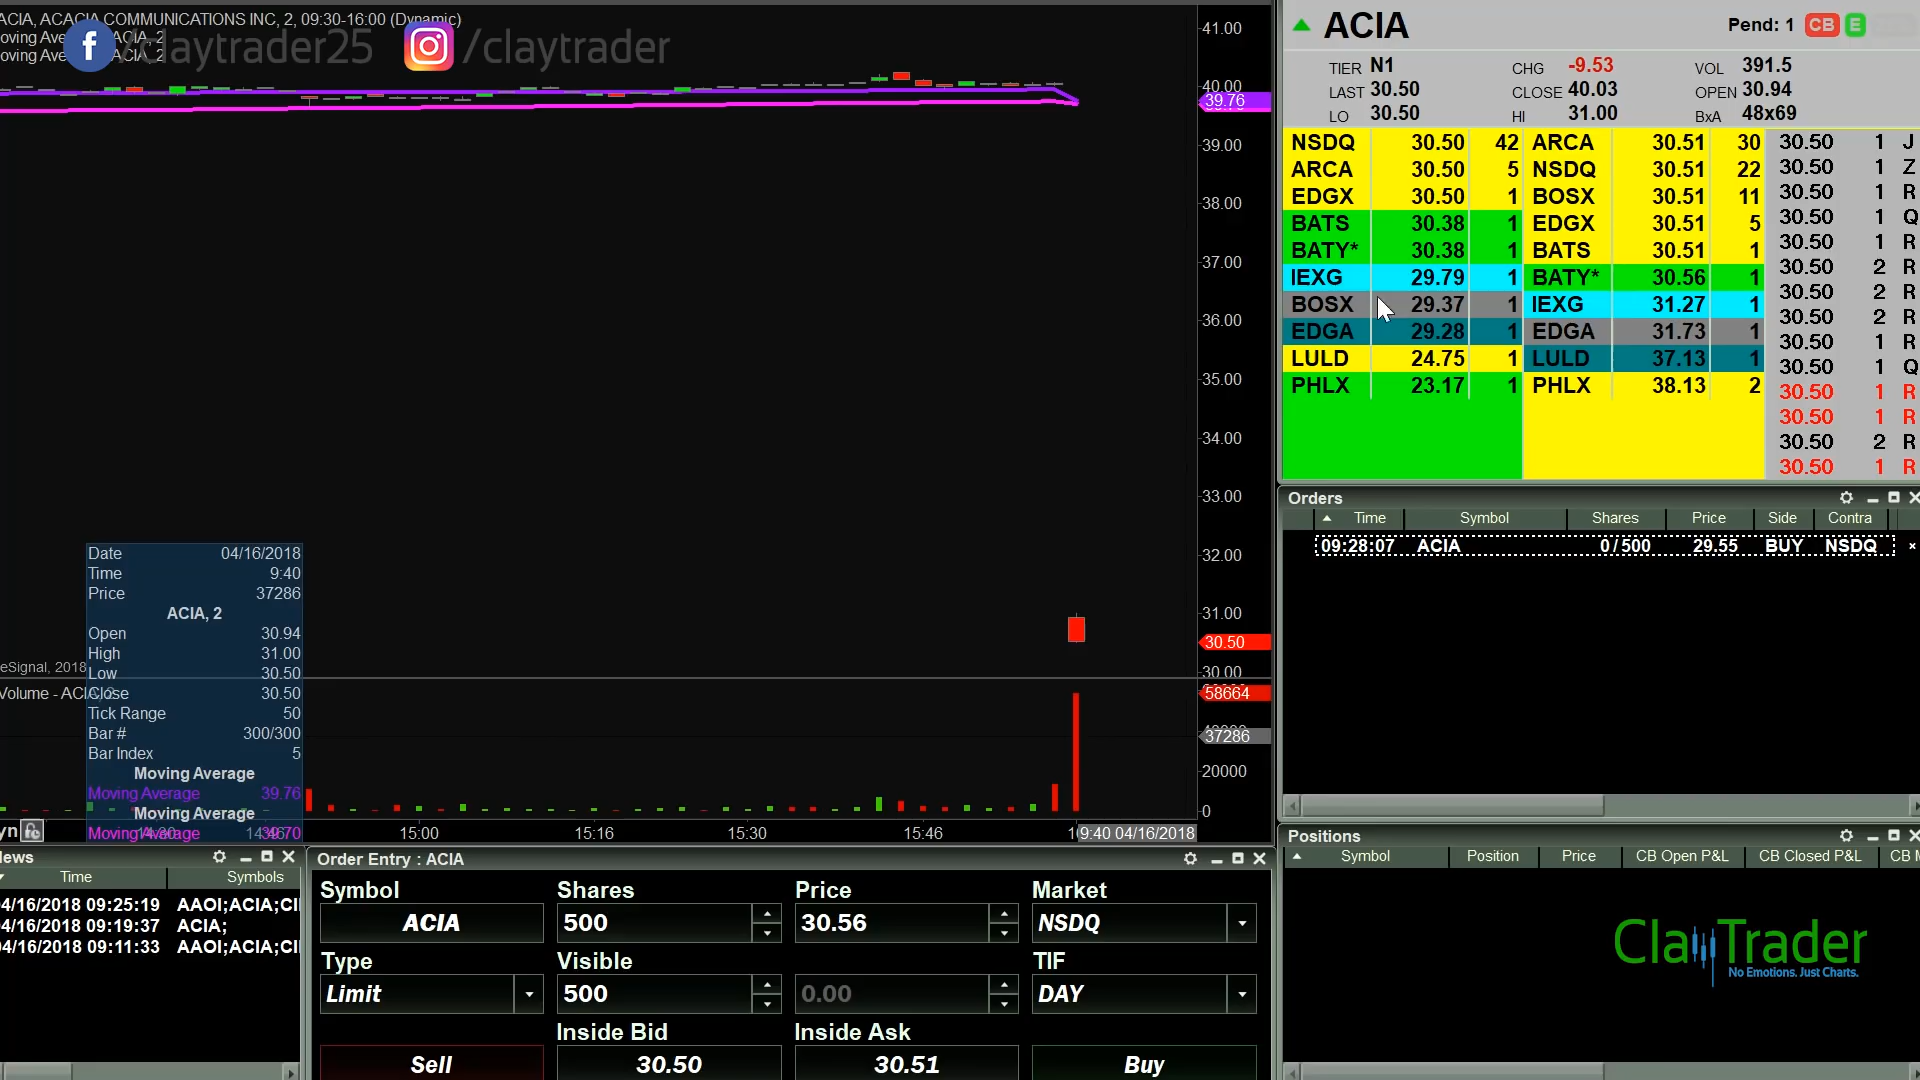 ACIA, ACACIA COMMUNICATIONS INC, 2, 09:30-16:00 (Dynamic)
/claytrader25
/claytrader
41.00
40.00
39.76
39.00
38.00
37.00
36.00
35.00
34.00
33.00
32.00
31.00
30.50
30.00
58664
37286
20000
0
Date 04/16/2018
Time 9:40
Price 37286
ACIA, 2
Open 30.94
High 31.00
Low 30.50
Close 30.50
Tick Range 50
Bar # 300/300
Bar Index 5
Moving Average
Moving Average 39.76
Moving Average
Moving Average 39.70
eSignal, 2018
Volume - ACIA, 2
15:00 15:16 15:30 15:46 9:40 04/16/2018
ACIA Pend: 1 CB E
TIER N1 CHG -9.53 VOL 391.5
LAST 30.50 CLOSE 40.03 OPEN 30.94
LO 30.50 HI 31.00 BxA 48x69
NSDQ 30.50 42 ARCA 30.51 30
ARCA 30.50 5 NSDQ 30.51 22
EDGX 30.50 1 BOSX 30.51 11
BATS 30.38 1 EDGX 30.51 5
BATY* 30.38 1 BATS 30.51 1
IEXG 29.79 1 BATY* 30.56 1
BOSX 29.37 1 IEXG 31.27 1
EDGA 29.28 1 EDGA 31.73 1
LULD 24.75 1 LULD 37.13 1
PHLX 23.17 1 PHLX 38.13 2
30.50 1 J
30.50 1 Z
30.50 1 R
30.50 1 Q
30.50 1 R
30.50 2 R
30.50 2 R
30.50 2 R
30.50 1 R
30.50 1 Q
30.50 1 R
30.50 1 R
30.50 2 R
30.50 1 R
Orders
Time Symbol Shares Price Side Contra
09:28:07 ACIA 0/500 29.55 BUY NSDQ
Positions
Symbol Position Price CB Open P&L CB Closed P&L CB
ClayTrader
No Emotions. Just Charts.
Time Symbols
4/16/2018 09:25:19 AAOI;ACIA;CI
4/16/2018 09:19:37 ACIA;
4/16/2018 09:11:33 AAOI;ACIA;CI
Order Entry : ACIA
Symbol Shares Price Market
ACIA 500 30.56 NSDQ
Type Visible TIF
Limit 500 0.00 DAY
Inside Bid Inside Ask
Sell 30.50 30.51 Buy